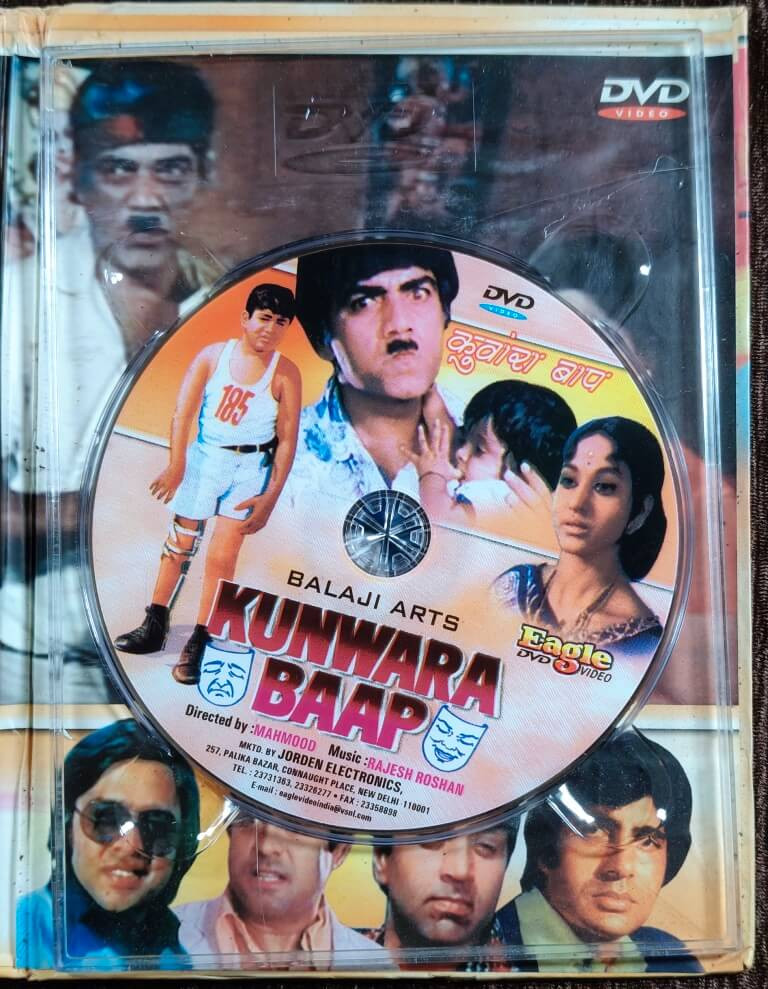 DVD
VIDEO
DVD
DVD
VIDEO
कुवांरा बाप
185
BALAJI ARTS
KUNWARA
BAAP
Eagle
DVD VIDEO
Directed by :MAHMOOD Music :RAJESH ROSHAN
MKTD. BY JORDEN ELECTRONICS,
257, PALIKA BAZAR, CONNAUGHT PLACE, NEW DELHI -110001
TEL. : 23731363, 23326277 • FAX : 23358898
E-mail : eaglevideoindia@vsnl.com